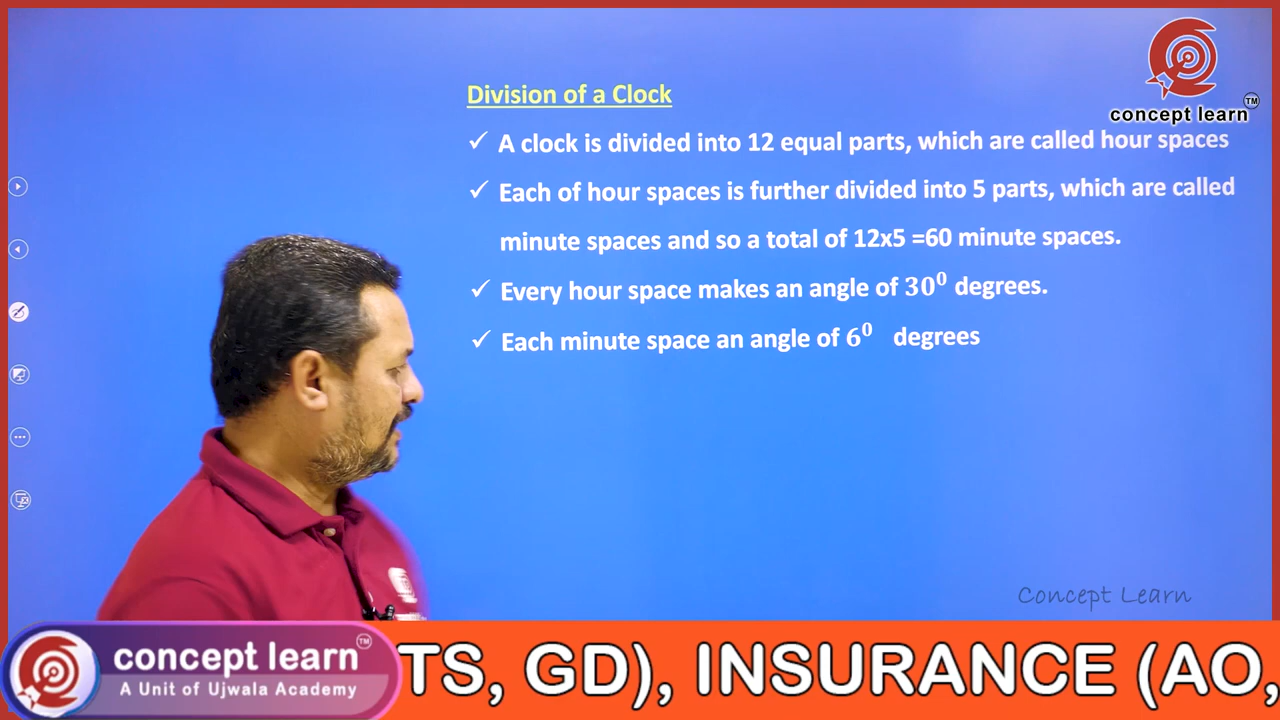 Division of a Clock
concept learn TM
✓ A clock is divided into 12 equal parts, which are called hour spaces
✓ Each of hour spaces is further divided into 5 parts, which are called
minute spaces and so a total of 12x5 =60 minute spaces.
✓ Every hour space makes an angle of 30⁰ degrees.
✓ Each minute space an angle of 6⁰ degrees
Concept Learn
concept learn TM
A Unit of Ujwala Academy
TS, GD), INSURANCE (AO,